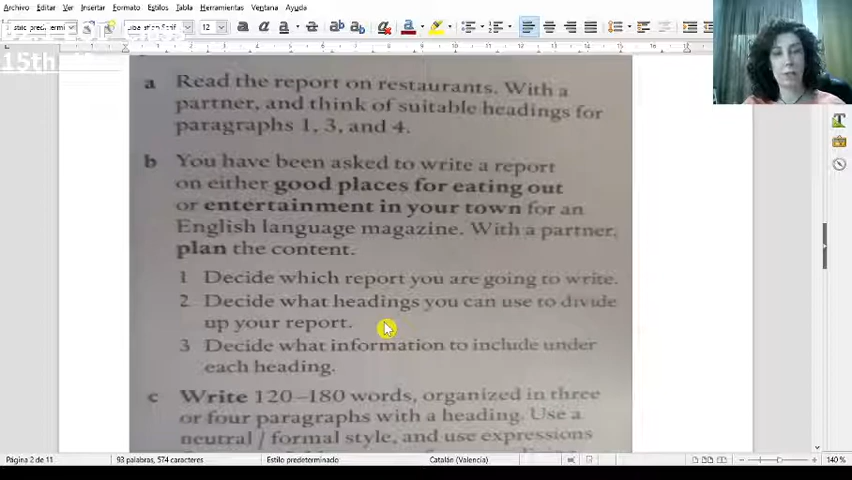 Archivo Editar Ver Insertar Formato Estilos Tabla Herramientas Ventana Ayuda
12
15th
a Read the report on restaurants. With a
partner, and think of suitable headings for
paragraphs 1, 3, and 4.
b You have been asked to write a report
on either good places for eating out
or entertainment in your town for an
English language magazine. With a partner,
plan the content.
1 Decide which report you are going to write.
2 Decide what headings you can use to divide
up your report.
3 Decide what information to include under
each heading.
c Write 120–180 words, organized in three
or four paragraphs with a heading. Use a
neutral / formal style, and use expressions
Página 2 de 11 93 palabras, 574 caracteres Estilo predeterminado Catalán (Valencia) 140 %